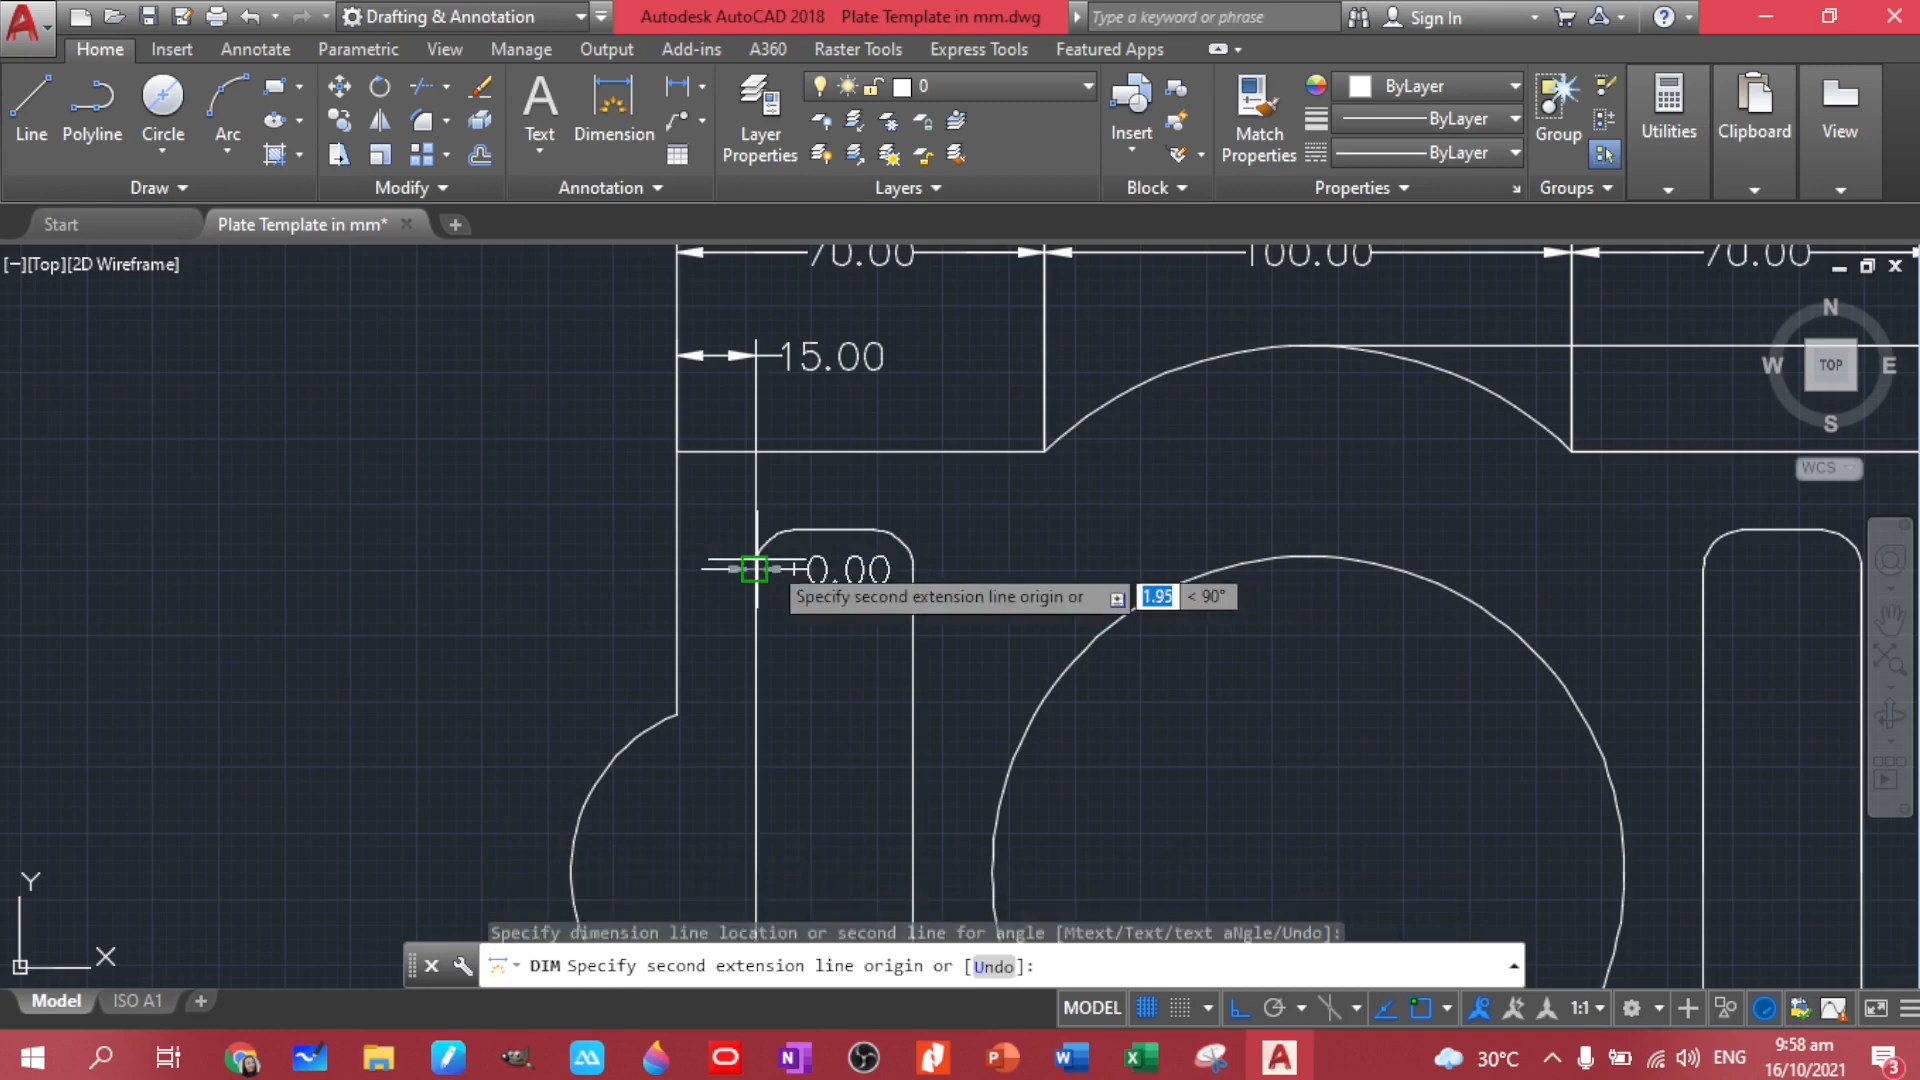 Drafting & Annotation
Autodesk AutoCAD 2018 Plate Template in mm.dwg
Type a keyword or phrase
Sign In
Home Insert Annotate Parametric View Manage Output Add-ins A360 Raster Tools Express Tools Featured Apps
Line Polyline Circle Arc
Text Dimension
Layer Properties
0
Insert
Match Properties
ByLayer
ByLayer
ByLayer
Group
Utilities
Clipboard
View
Draw Modify Annotation Layers Block Properties Groups
Start
Plate Template in mm*
[−][Top][2D Wireframe]
70.00 100.00 70.00
15.00
0.00
Specify second extension line origin or 1.95 < 90°
N
W TOP E
S
WCS
Y
X
Specify dimension line location or second line for angle [Mtext/Text/text aNgle/Undo]:
DIM Specify second extension line origin or [Undo]:
Model ISO A1
MODEL 1:1
30°C
ENG
9:58 am
16/10/2021
3